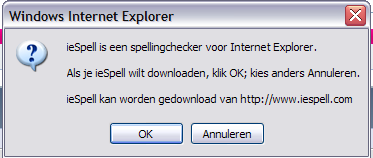 Windows Internet Explorer
ieSpell is een spellingchecker voor Internet Explorer.
Als je ieSpell wilt downloaden, klik OK; kies anders Annuleren.
ieSpell kan worden gedownload van http://www.iespell.com
OK Annuleren